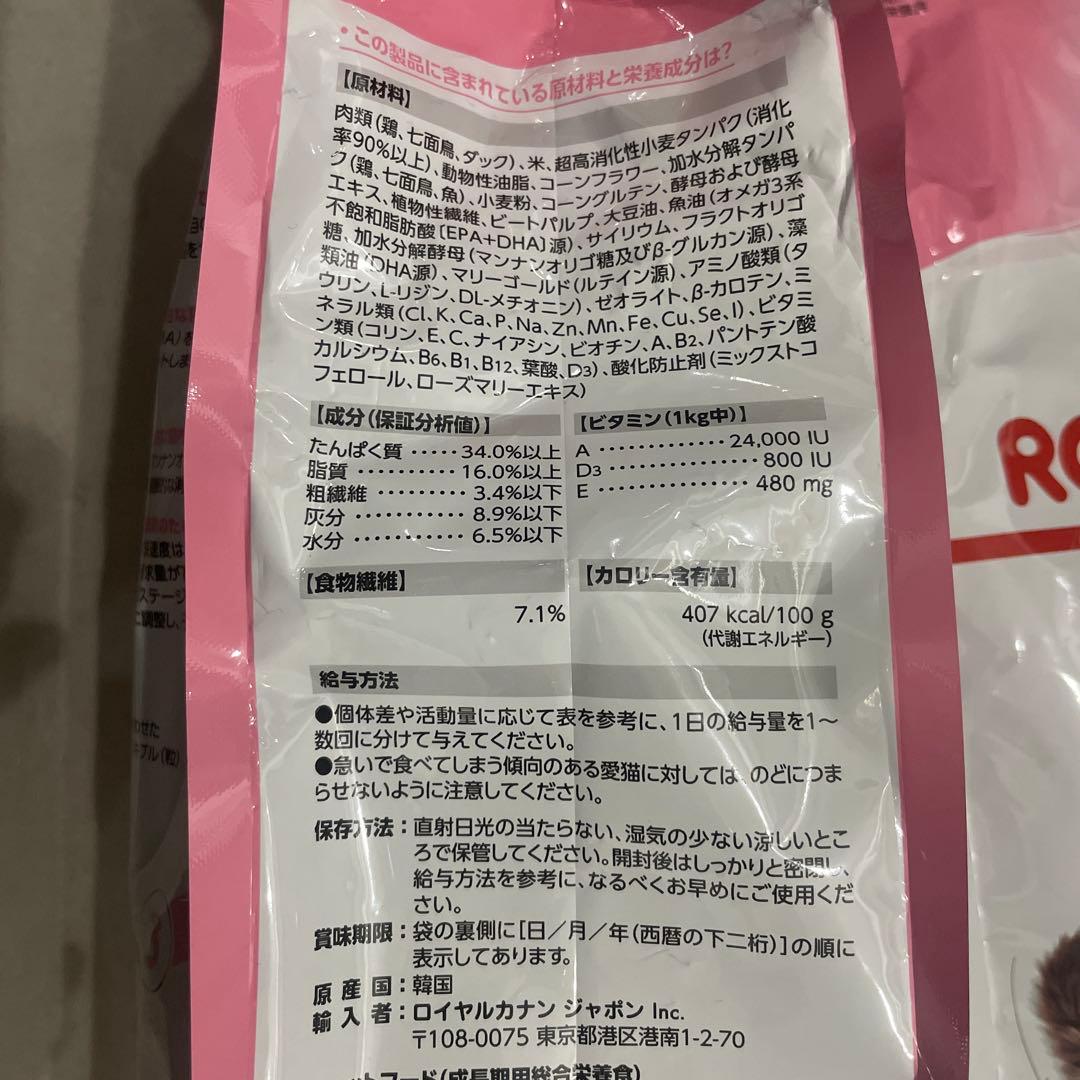 ・この製品に含まれている原材料と栄養成分は?
【原材料】
肉類(鶏、七面鳥、ダック)、米、超高消化性小麦タンパク(消化
率90%以上)、動物性油脂、コーンフラワー、加水分解タンパ
ク(鶏、七面鳥、魚)、小麦粉、コーングルテン、酵母および酵母
エキス、植物性繊維、ビートパルプ、大豆油、魚油(オメガ3系
不飽和脂肪酸〔EPA+DHA〕源)、サイリウム、フラクトオリゴ
糖、加水分解酵母(マンナンオリゴ糖及びβ-グルカン源)、藻
類油(DHA源)、マリーゴールド(ルテイン源)、アミノ酸類(タ
ウリン、L-リジン、DL-メチオニン)、ゼオライト、β-カロテン、ミ
ネラル類(Cl、K、Ca、P、Na、Zn、Mn、Fe、Cu、Se、I)、ビタミ
ン類(コリン、E、C、ナイアシン、ビオチン、A、B2、パントテン酸
カルシウム、B6、B1、B12、葉酸、D3)、酸化防止剤(ミックストコ
フェロール、ローズマリーエキス)
【成分(保証分析値)】
たんぱく質 ······ 34.0%以上
脂質 ··········· 16.0%以上
粗繊維 ········· 3.4%以下
灰分 ··········· 8.9%以下
水分 ··········· 6.5%以下
【ビタミン(1kg中)】
A ············· 24,000 IU
D3 ················ 800 IU
E ··············· 480 mg
【食物繊維】
7.1%
【カロリー含有量】
407 kcal/100 g
(代謝エネルギー)
給与方法
●個体差や活動量に応じて表を参考に、1日の給与量を1〜
数回に分けて与えてください。
●急いで食べてしまう傾向のある愛猫に対しては、のどにつま
らせないように注意してください。
保存方法:直射日光の当たらない、湿気の少ない涼しいとこ
ろで保管してください。開封後はしっかりと密閉し、
給与方法を参考に、なるべくお早めにご使用くだ
さい。
賞味期限:袋の裏側に[日/月/年(西暦の下二桁)]の順に
表示してあります。
原産国:韓国
輸入者:ロイヤルカナン ジャポン Inc.
〒108-0075 東京都港区港南1-2-70
ットフード(成長期用総合栄養食)
RO